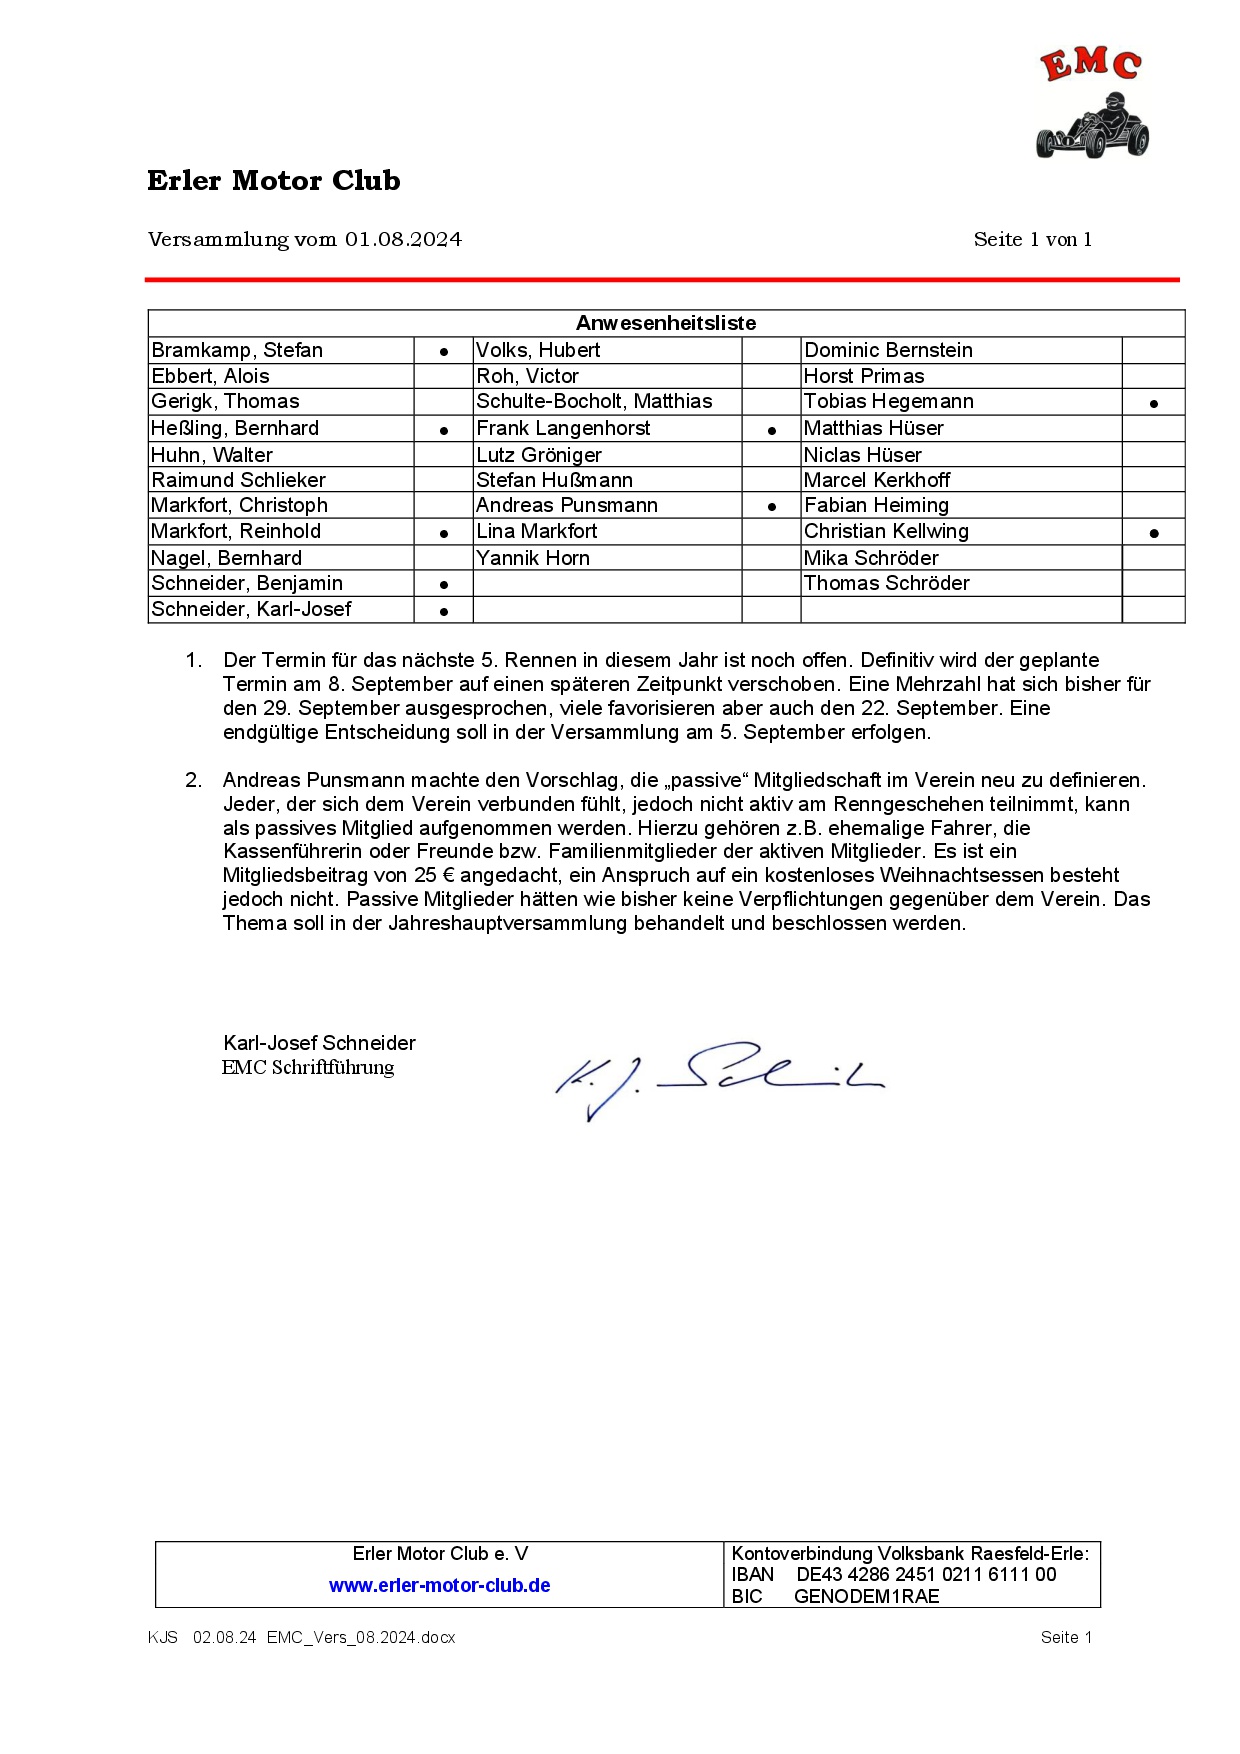 EMC
Erler Motor Club
Versammlung vom 01.08.2024 Seite 1 von 1
Anwesenheitsliste
Bramkamp, Stefan ● Volks, Hubert Dominic Bernstein
Ebbert, Alois Roh, Victor Horst Primas
Gerigk, Thomas Schulte-Bocholt, Matthias Tobias Hegemann ●
Heßling, Bernhard ● Frank Langenhorst ● Matthias Hüser
Huhn, Walter Lutz Gröniger Niclas Hüser
Raimund Schlieker Stefan Hußmann Marcel Kerkhoff
Markfort, Christoph Andreas Punsmann ● Fabian Heiming
Markfort, Reinhold ● Lina Markfort Christian Kellwing ●
Nagel, Bernhard Yannik Horn Mika Schröder
Schneider, Benjamin ● Thomas Schröder
Schneider, Karl-Josef ●
1. Der Termin für das nächste 5. Rennen in diesem Jahr ist noch offen. Definitiv wird der geplante
Termin am 8. September auf einen späteren Zeitpunkt verschoben. Eine Mehrzahl hat sich bisher für
den 29. September ausgesprochen, viele favorisieren aber auch den 22. September. Eine
endgültige Entscheidung soll in der Versammlung am 5. September erfolgen.
2. Andreas Punsmann machte den Vorschlag, die „passive“ Mitgliedschaft im Verein neu zu definieren.
Jeder, der sich dem Verein verbunden fühlt, jedoch nicht aktiv am Renngeschehen teilnimmt, kann
als passives Mitglied aufgenommen werden. Hierzu gehören z.B. ehemalige Fahrer, die
Kassenführerin oder Freunde bzw. Familienmitglieder der aktiven Mitglieder. Es ist ein
Mitgliedsbeitrag von 25 € angedacht, ein Anspruch auf ein kostenloses Weihnachtsessen besteht
jedoch nicht. Passive Mitglieder hätten wie bisher keine Verpflichtungen gegenüber dem Verein. Das
Thema soll in der Jahreshauptversammlung behandelt und beschlossen werden.
Karl-Josef Schneider
EMC Schriftführung
K. J. Schneider
Erler Motor Club e. V
www.erler-motor-club.de
Kontoverbindung Volksbank Raesfeld-Erle:
IBAN DE43 4286 2451 0211 6111 00
BIC GENODEM1RAE
KJS 02.08.24 EMC_Vers_08.2024.docx Seite 1